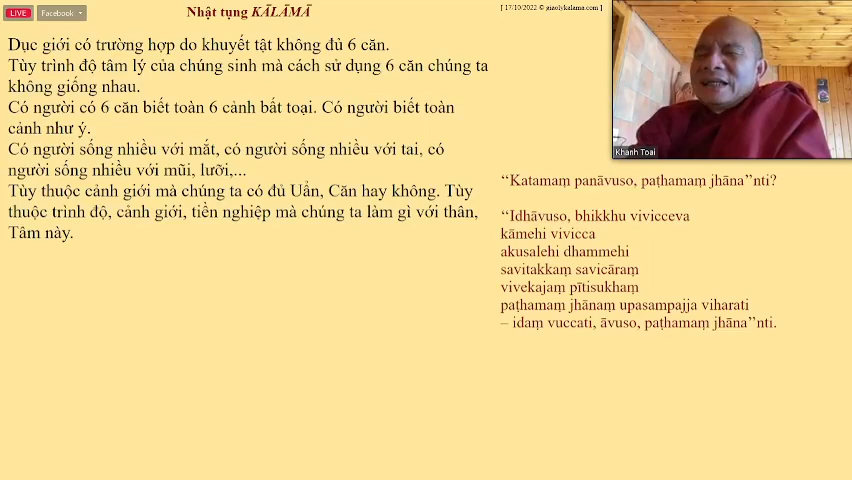 LIVE
Facebook
Nhật tụng KĀLĀMĀ
[ 17/10/2022 © giaolykalama.com ]
Dục giới có trường hợp do khuyết tật không đủ 6 căn.
Tùy trình độ tâm lý của chúng sinh mà cách sử dụng 6 căn chúng ta
không giống nhau.
Có người có 6 căn biết toàn 6 cảnh bất toại. Có người biết toàn
cảnh như ý.
Có người sống nhiều với mắt, có người sống nhiều với tai, có
người sống nhiều với mũi, lưỡi,...
Tùy thuộc cảnh giới mà chúng ta có đủ Uẩn, Căn hay không. Tùy
thuộc trình độ, cảnh giới, tiền nghiệp mà chúng ta làm gì với thân,
Tâm này.
Khanh Toai
“Katamaṃ panāvuso, paṭhamaṃ jhāna”nti?
“Idhāvuso, bhikkhu vivicceva
kāmehi vivicca
akusalehi dhammehi
savitakkaṃ savicāraṃ
vivekajaṃ pītisukhaṃ
paṭhamaṃ jhānaṃ upasampajja viharati
– idaṃ vuccati, āvuso, paṭhamaṃ jhāna”nti.